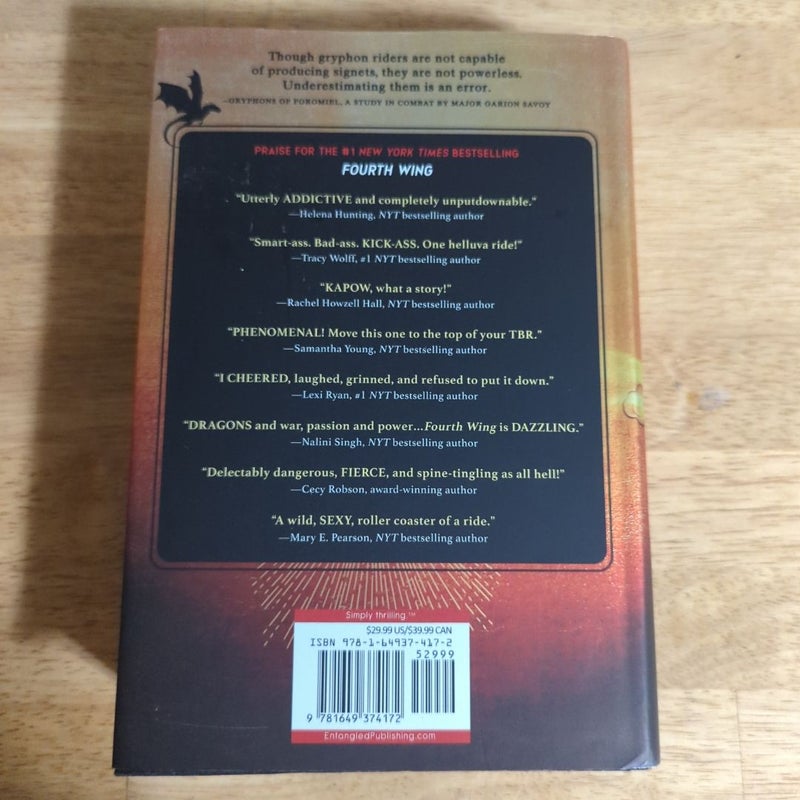 Though gryphon riders are not capable
of producing signets, they are not powerless.
Underestimating them is an error.
—GRYPHONS OF POROMIEL, A STUDY IN COMBAT BY MAJOR GARION SAVOY
PRAISE FOR THE #1 NEW YORK TIMES BESTSELLING
FOURTH WING
“Utterly ADDICTIVE and completely unputdownable.”
—Helena Hunting, NYT bestselling author
“Smart-ass. Bad-ass. KICK-ASS. One helluva ride!”
—Tracy Wolff, #1 NYT bestselling author
“KAPOW, what a story!”
—Rachel Howzell Hall, NYT bestselling author
“PHENOMENAL! Move this one to the top of your TBR.”
—Samantha Young, NYT bestselling author
“I CHEERED, laughed, grinned, and refused to put it down.”
—Lexi Ryan, #1 NYT bestselling author
“DRAGONS and war, passion and power...Fourth Wing is DAZZLING.”
—Nalini Singh, NYT bestselling author
“Delectably dangerous, FIERCE, and spine-tingling as all hell!”
—Cecy Robson, award-winning author
“A wild, SEXY, roller coaster of a ride.”
—Mary E. Pearson, NYT bestselling author
Simply thrilling.™
$29.99 US/$39.99 CAN
ISBN 978-1-64937-417-2
52999
9 781649 374172
EntangledPublishing.com